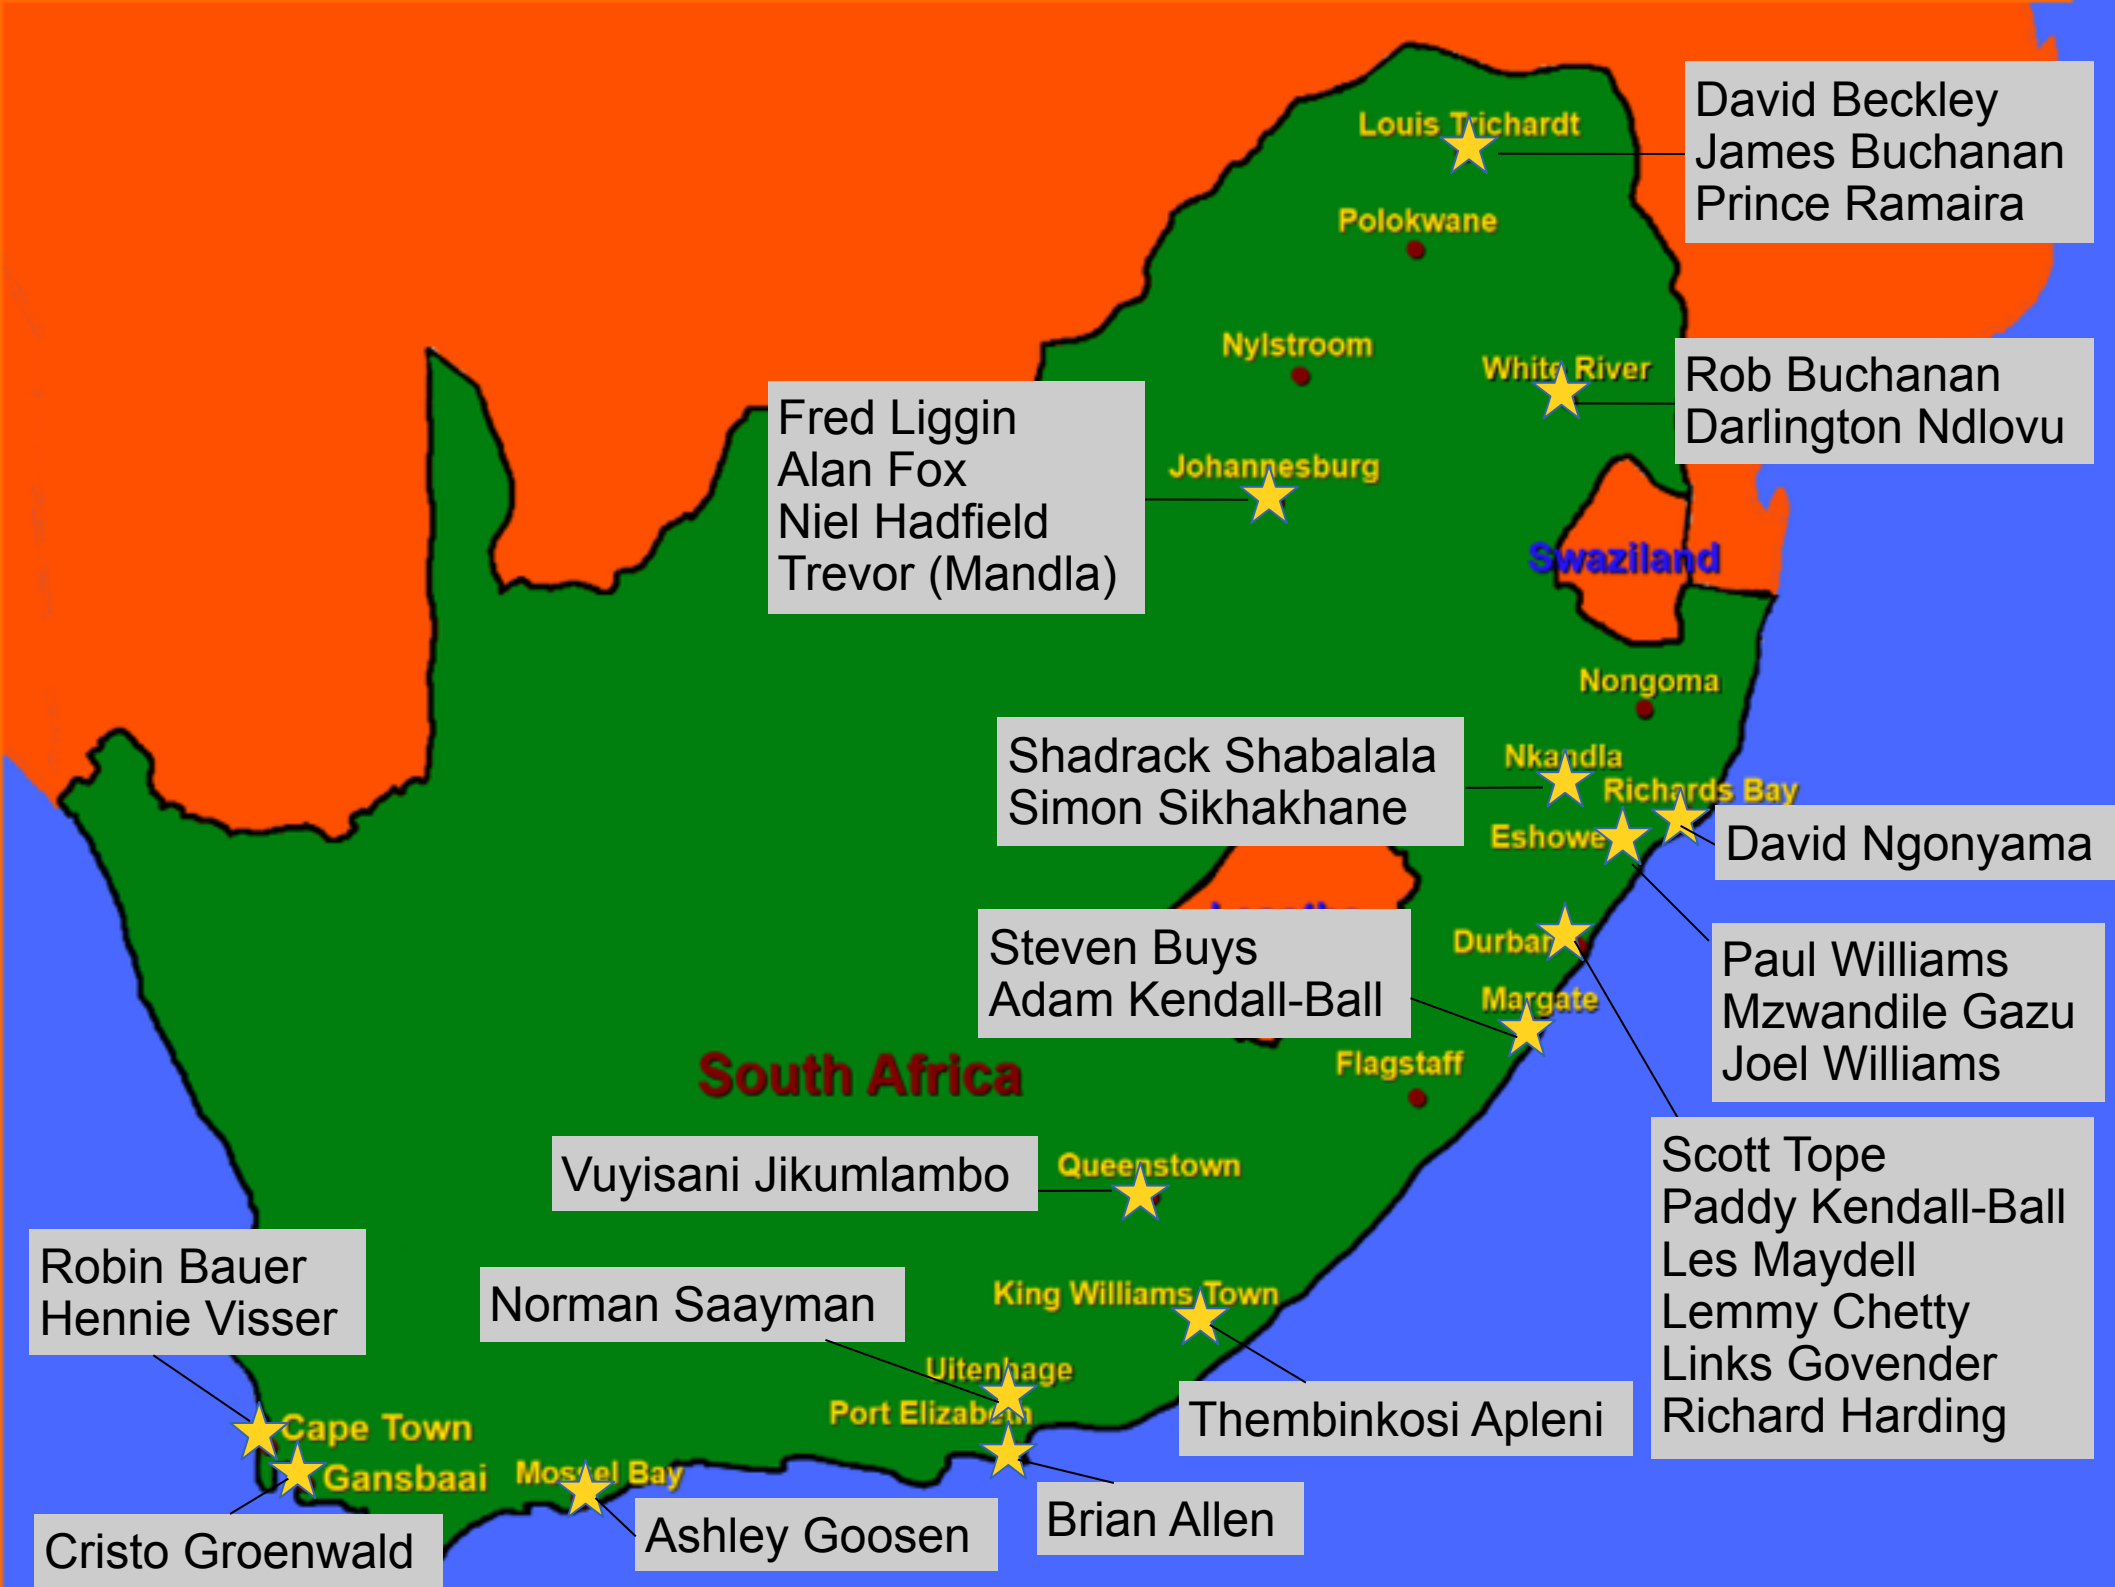 Louis Trichardt
David Beckley
James Buchanan
Prince Ramaira
Polokwane
Nylstroom
White River
Rob Buchanan
Darlington Ndlovu
Fred Liggin
Alan Fox
Niel Hadfield
Trevor (Mandla)
Johannesburg
Swaziland
Nongoma
Shadrack Shabalala
Simon Sikhakhane
Nkandla
Richards Bay
Eshowe
David Ngonyama
Steven Buys
Adam Kendall-Ball
Durban
Margate
Paul Williams
Mzwandile Gazu
Joel Williams
South Africa
Flagstaff
Vuyisani Jikumlambo
Queenstown
Scott Tope
Paddy Kendall-Ball
Les Maydell
Lemmy Chetty
Links Govender
Richard Harding
Robin Bauer
Hennie Visser
Norman Saayman
King Williams Town
Uitenhage
Port Elizabeth
Thembinkosi Apleni
Cape Town
Gansbaai
Mossel Bay
Cristo Groenwald
Ashley Goosen
Brian Allen